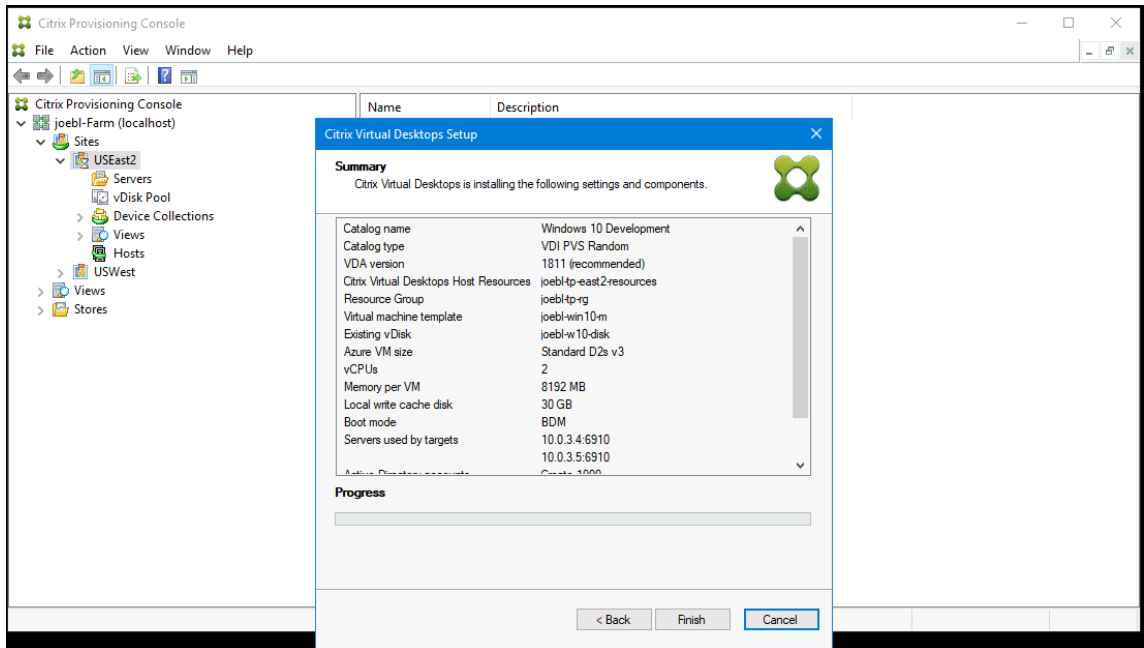 Citrix Provisioning Console
File Action View Window Help
Citrix Provisioning Console
joebl-Farm (localhost)
Sites
USEast2
Servers
vDisk Pool
Device Collections
Views
Hosts
USWest
Views
Stores
Name Description
Citrix Virtual Desktops Setup
Summary
Citrix Virtual Desktops is installing the following settings and components.
Catalog name Windows 10 Development
Catalog type VDI PVS Random
VDA version 1811 (recommended)
Citrix Virtual Desktops Host Resources joebl-tp-east2-resources
Resource Group joebl-tp-rg
Virtual machine template joebl-win10-m
Existing vDisk joebl-w10-disk
Azure VM size Standard D2s v3
vCPUs 2
Memory per VM 8192 MB
Local write cache disk 30 GB
Boot mode BDM
Servers used by targets 10.0.3.4:6910
10.0.3.5:6910
Active Directory accounts Create 1000
Progress
< Back Finish Cancel